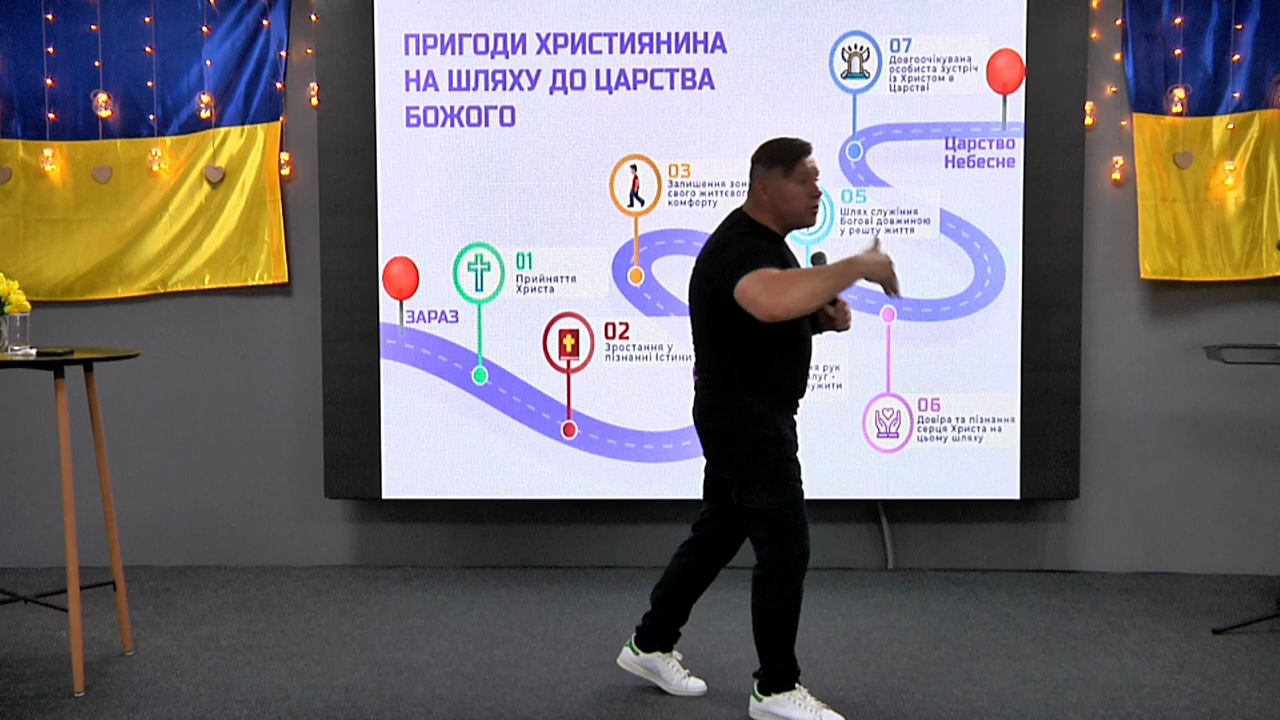 ПРИГОДИ ХРИСТИЯНИНА
НА ШЛЯХУ ДО ЦАРСТВА
БОЖОГО
ЗАРАЗ
01
Прийняття
Христа
02
Зростання у
пізнанні Істини
03
Залишення
свого життєвого
комфорту
рук
05
Шлях служіння
Богові довжиною
у решту життя
06
Довіра та пізнання
серця Христа на
цьому шляху
07
Довгоочікувана
особиста зустріч
із Христом в
Царстві
Царство
Небесне